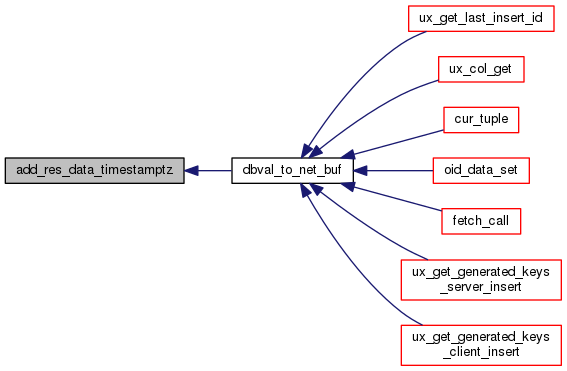 ux_get_last_insert_id
ux_col_get
cur_tuple
add_res_data_timestamptz
dbval_to_net_buf
oid_data_set
fetch_call
ux_get_generated_keys
_server_insert
ux_get_generated_keys
_client_insert